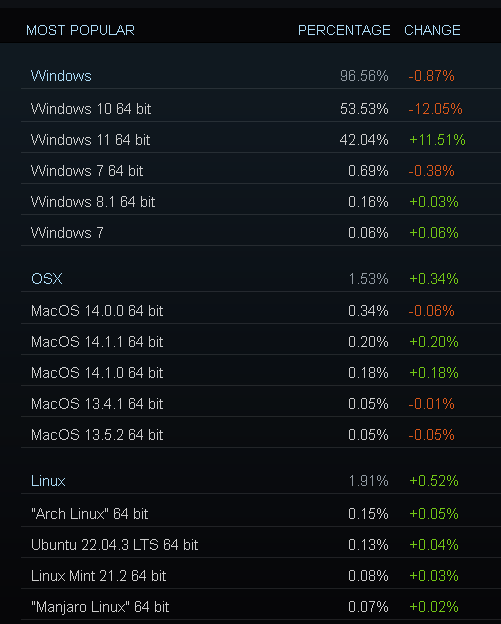 MOST POPULAR PERCENTAGE CHANGE
Windows 96.56% -0.87%
Windows 10 64 bit 53.53% -12.05%
Windows 11 64 bit 42.04% +11.51%
Windows 7 64 bit 0.69% -0.38%
Windows 8.1 64 bit 0.16% +0.03%
Windows 7 0.06% +0.06%
OSX 1.53% +0.34%
MacOS 14.0.0 64 bit 0.34% -0.06%
MacOS 14.1.1 64 bit 0.20% +0.20%
MacOS 14.1.0 64 bit 0.18% +0.18%
MacOS 13.4.1 64 bit 0.05% -0.01%
MacOS 13.5.2 64 bit 0.05% -0.05%
Linux 1.91% +0.52%
"Arch Linux" 64 bit 0.15% +0.05%
Ubuntu 22.04.3 LTS 64 bit 0.13% +0.04%
Linux Mint 21.2 64 bit 0.08% +0.03%
"Manjaro Linux" 64 bit 0.07% +0.02%